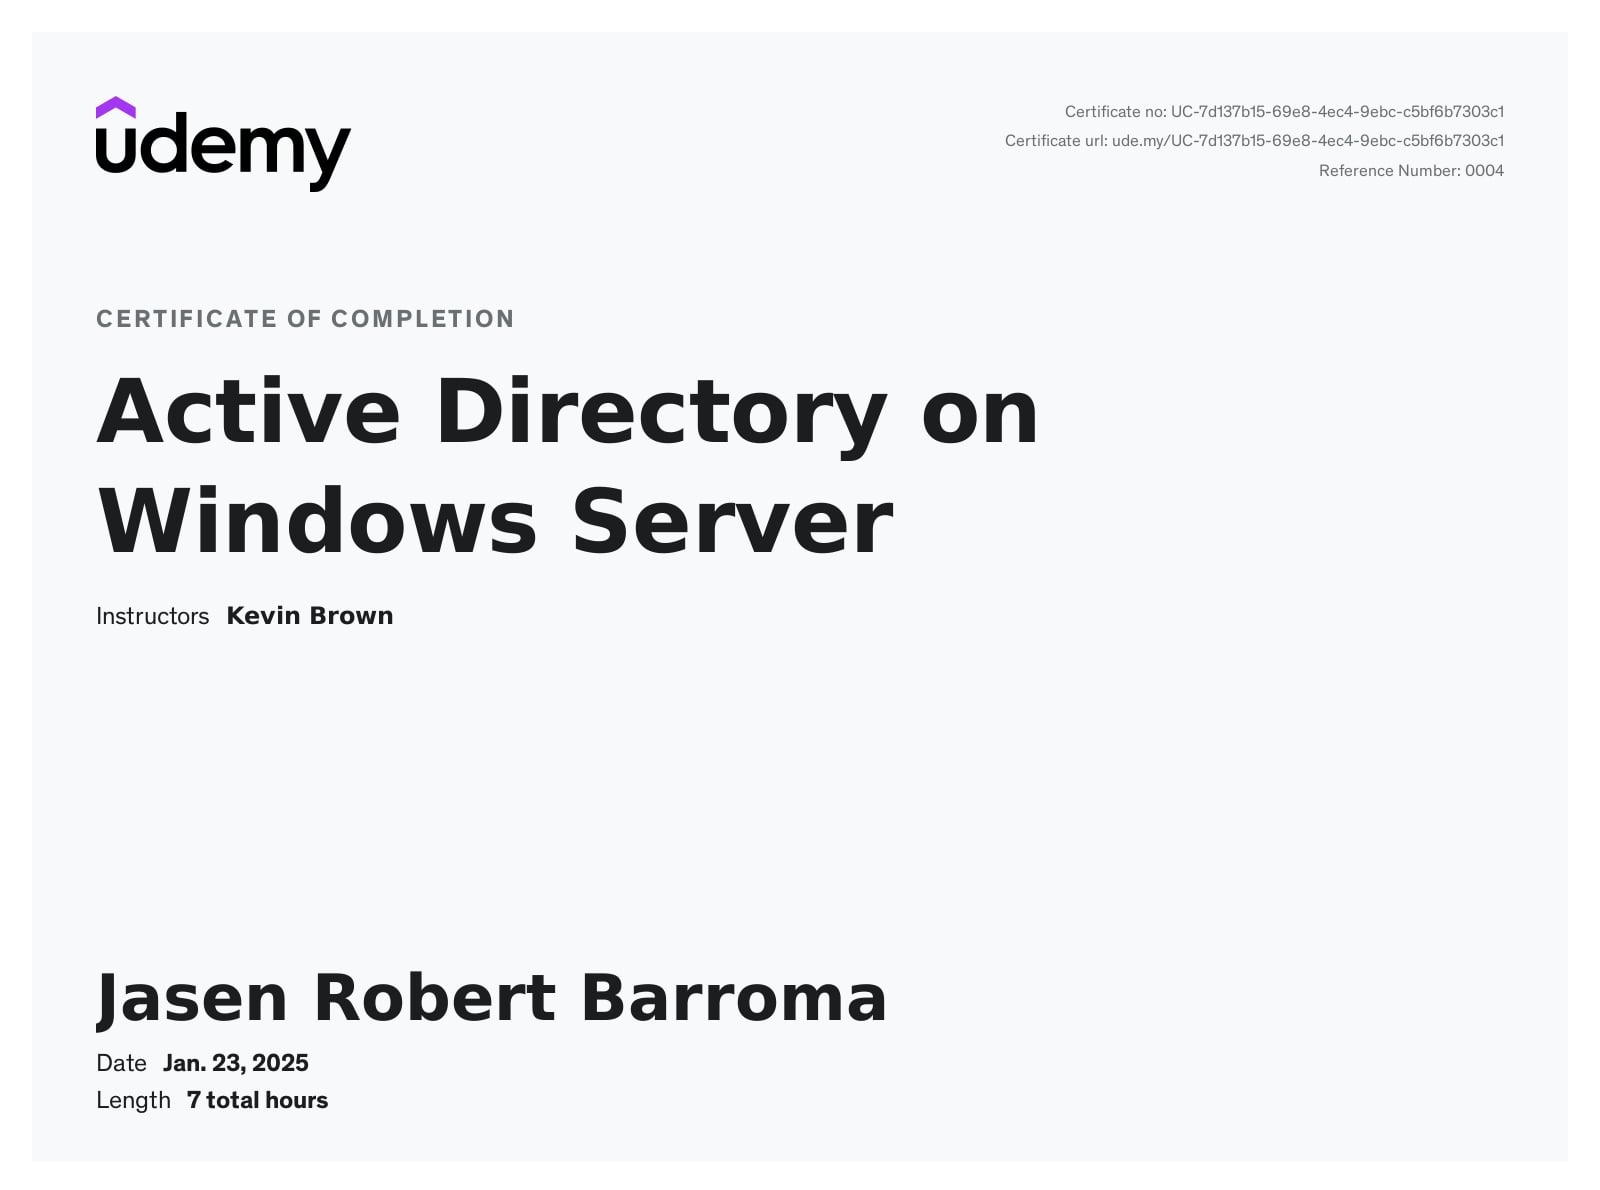 udemy
Certificate no: UC-7d137b15-69e8-4ec4-9ebc-c5bf6b7303c1
Certificate url: ude.my/UC-7d137b15-69e8-4ec4-9ebc-c5bf6b7303c1
Reference Number: 0004
CERTIFICATE OF COMPLETION
Active Directory on
Windows Server
Instructors Kevin Brown
Jasen Robert Barroma
Date Jan. 23, 2025
Length 7 total hours